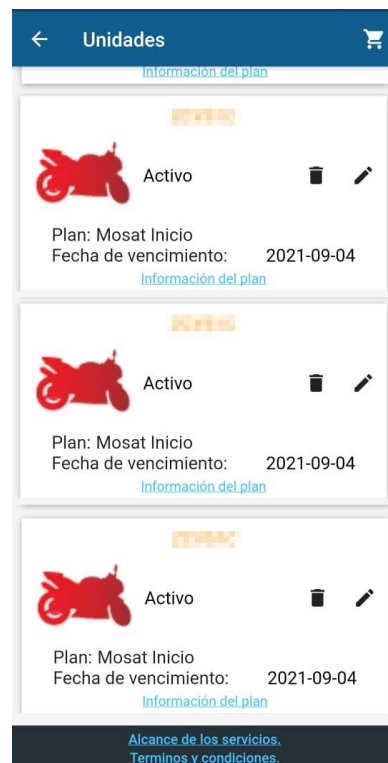 Unidades
Información del plan
Activo
Plan: Mosat Inicio
Fecha de vencimiento: 2021-09-04
Información del plan
Activo
Plan: Mosat Inicio
Fecha de vencimiento: 2021-09-04
Información del plan
Activo
Plan: Mosat Inicio
Fecha de vencimiento: 2021-09-04
Información del plan
Alcance de los servicios.
Terminos y condiciones.